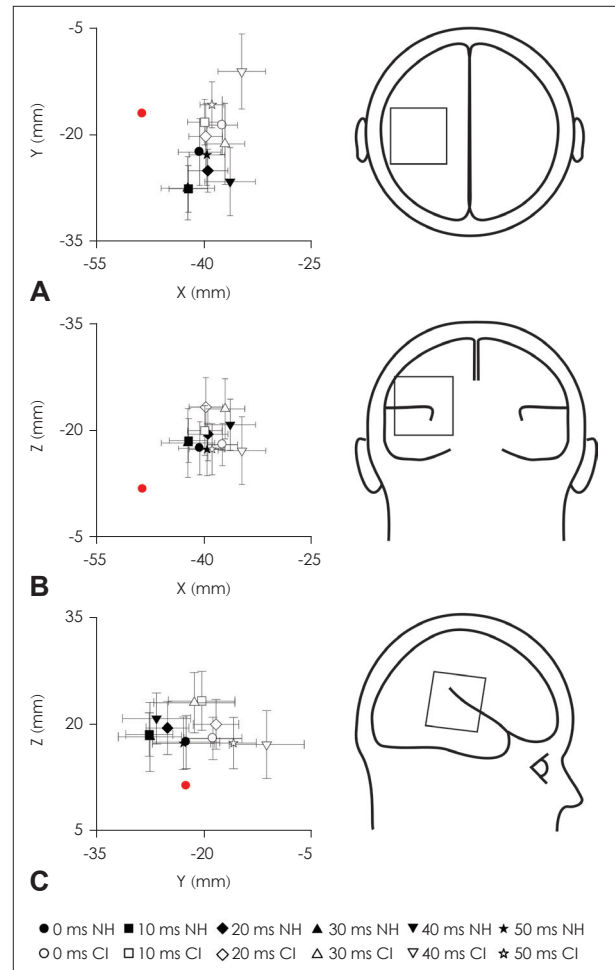 -5
-20
-35
Y (mm)
-55
-40
-25
X (mm)
A
-35
-20
-5
Z (mm)
-55
-40
-25
X (mm)
B
35
20
5
Z (mm)
-35
-20
-5
Y (mm)
C
● 0 ms NH ■ 10 ms NH ◆ 20 ms NH ▲ 30 ms NH ▼ 40 ms NH ★ 50 ms NH
○ 0 ms CI □ 10 ms CI ◇ 20 ms CI △ 30 ms CI ▽ 40 ms CI ☆ 50 ms CI